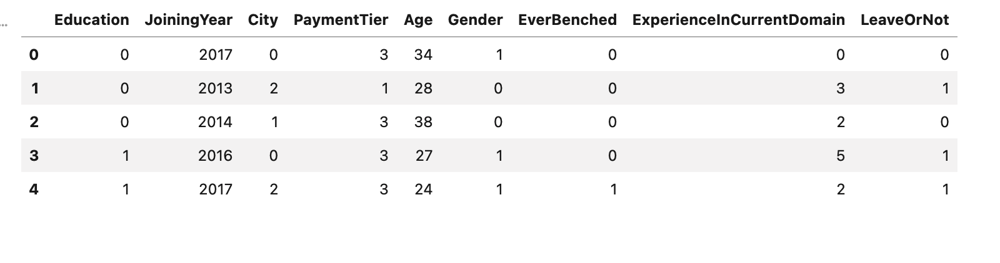 ... Education JoiningYear City PaymentTier Age Gender EverBenched ExperienceInCurrentDomain LeaveOrNot
0 0 2017 0 3 34 1 0 0 0
1 0 2013 2 1 28 0 0 3 1
2 0 2014 1 3 38 0 0 2 0
3 1 2016 0 3 27 1 0 5 1
4 1 2017 2 3 24 1 1 2 1